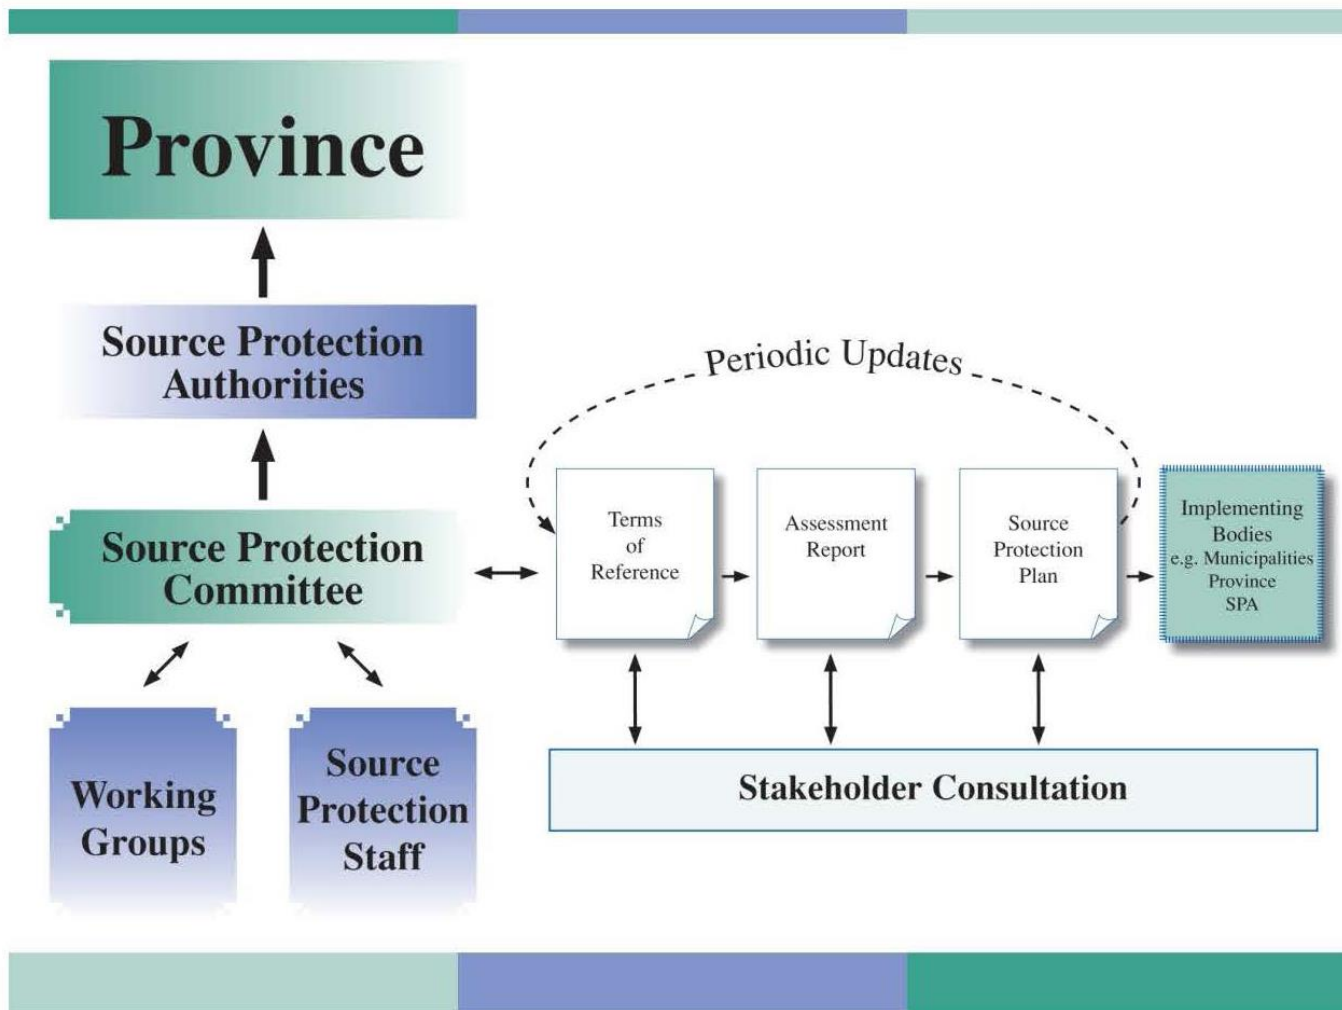 Province
Source Protection
Authorities
Periodic Updates
Source Protection
Committee
Terms
of
Reference
Assessment
Report
Source
Protection
Plan
Implementing
Bodies
e.g. Municipalities
Province
SPA
Working
Groups
Source
Protection
Staff
Stakeholder Consultation